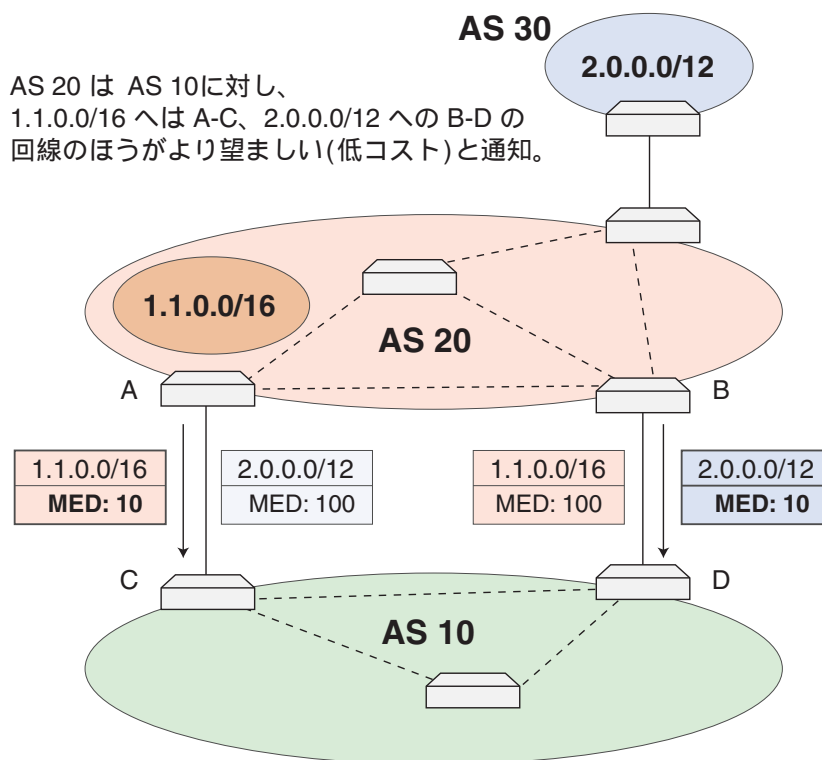 AS 30
2.0.0.0/12
AS 20 は AS 10に対し、
1.1.0.0/16 へは A-C、2.0.0.0/12 への B-D の
回線のほうがより望ましい(低コスト)と通知。
1.1.0.0/16
AS 20
A
B
1.1.0.0/16
MED: 10
2.0.0.0/12
MED: 100
1.1.0.0/16
MED: 100
2.0.0.0/12
MED: 10
C
D
AS 10